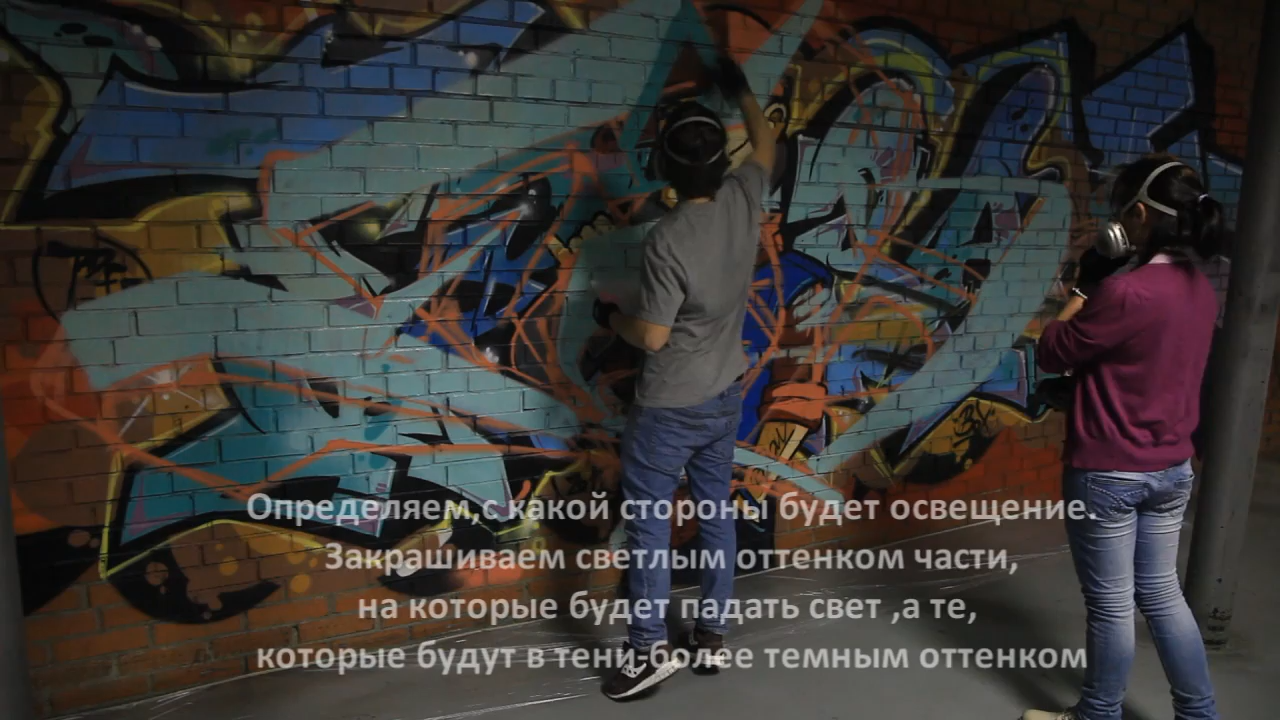 Определяем,с какой стороны будет освещение.
Закрашиваем светлым оттенком части,
на которые будет падать свет ,а те,
которые будут в тени, более темным оттенком